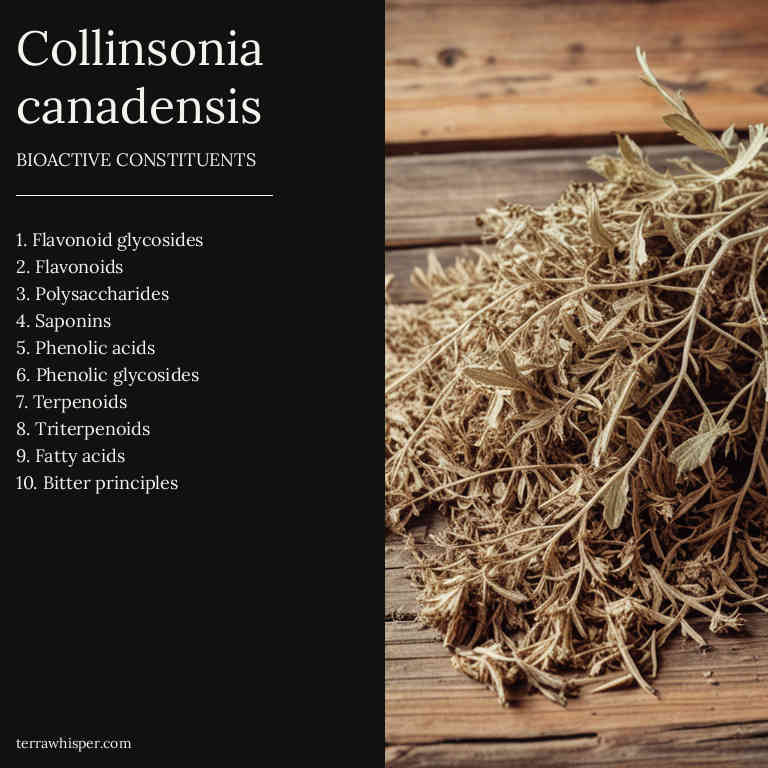 Collinsonia
canadensis
BIOACTIVE CONSTITUENTS
1. Flavonoid glycosides
2. Flavonoids
3. Polysaccharides
4. Saponins
5. Phenolic acids
6. Phenolic glycosides
7. Terpenoids
8. Triterpenoids
9. Fatty acids
10. Bitter principles
terrawhisper.com